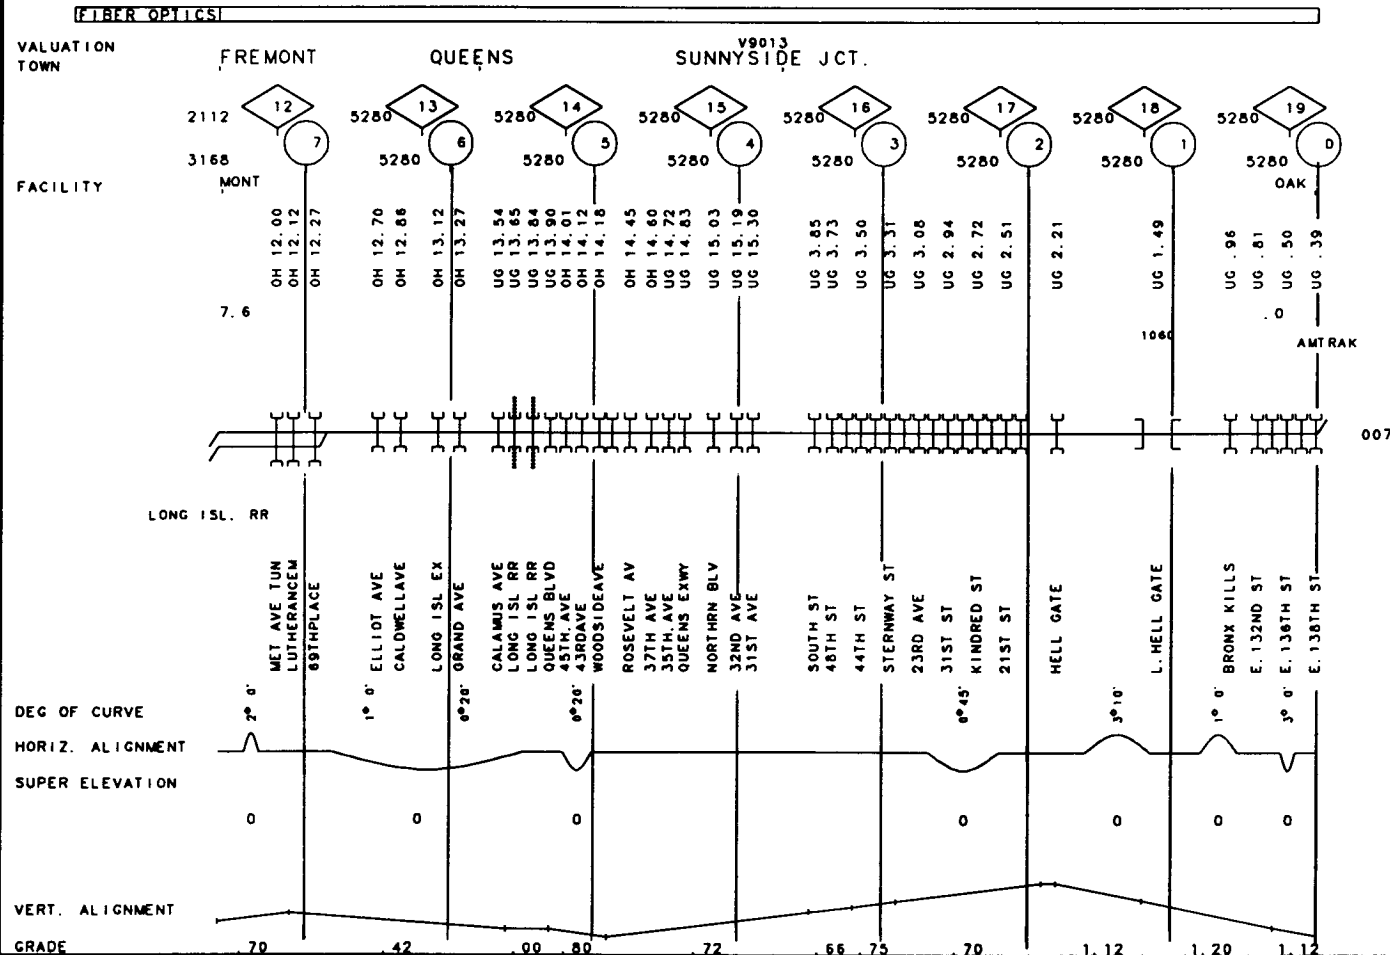 FIBER OPTICS
VALUATION V9013
TOWN FREMONT QUEENS SUNNYSIDE JCT.
2112 12 5280 13 5280 14 5280 15 5280 16 5280 17 5280 18 5280 19
3168 7 5280 6 5280 5 5280 4 5280 3 5280 2 5280 1 5280 0
FACILITY MONT OAK
OH 12.00
OH 12.12
OH 12.27
OH 12.70
OH 12.86
OH 13.12
OH 13.27
UG 13.54
UG 13.65
UG 13.84
UG 13.90
OH 14.01
OH 14.12
OH 14.18
OH 14.45
OH 14.60
UG 14.72
UG 14.83
UG 15.03
UG 15.19
UG 15.30
UG 3.85
UG 3.73
UG 3.50
UG 3.31
UG 3.08
UG 2.94
UG 2.72
UG 2.51
UG 2.21
UG 1.49
UG .96
UG .81
UG .50
UG .39
7.6 .0
1060 AMTRAK
007
LONG ISL. RR
MET AVE TUN
LUTHERANCEM
69THPLACE
ELLIOT AVE
CALDWELLAVE
LONG ISL EX
GRAND AVE
CALAMUS AVE
LONG ISL RR
LONG ISL RR
QUEENS BLVD
45TH.AVE
43RDAVE
WOODSIDEAVE
ROSEVELT AV
37TH AVE
35TH.AVE
QUEENS EXWY
NORTHRN BLV
32ND AVE
31ST AVE
SOUTH ST
48TH ST
44TH ST
STERNWAY ST
23RD AVE
31ST ST
KINDRED ST
21ST ST
HELL GATE
L.HELL GATE
BRONX KILLS
E.132ND ST
E.136TH ST
E.138TH ST
DEG OF CURVE 2° 0' 1° 0' 0°20' 0°20' 0°45' 3°10' 1° 0' 3° 0'
HORIZ. ALIGNMENT
SUPER ELEVATION
0 0 0 0 0 0 0
VERT. ALIGNMENT
GRADE .70 .42 .00 .80 .72 .66 .75 .70 1.12 1.20 1.12